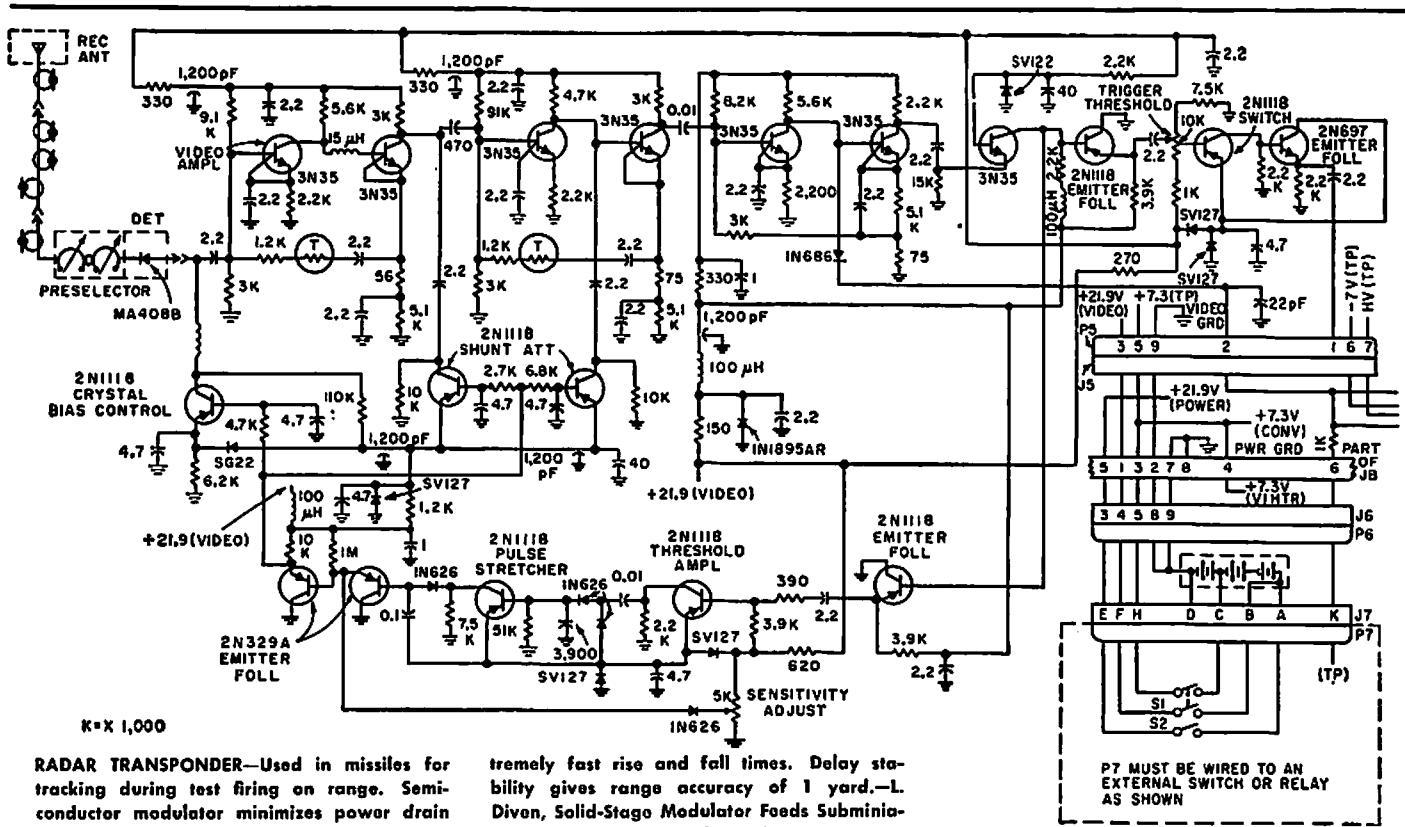 REC
ANT
330
1,200pF
9.1
K
2.2
5.6K
3K
15 μH
VIDEO
AMPL
3N35
3N35
2.2
2.2K
DET
2.2
1.2K
T
2.2
PRESELECTOR
MA408B
3K
56
2.2
5.1
K
330
1,200pF
2.2
91K
4.7K
3K
0.01
470
3N35
3N35
3N35
2.2
2.2K
2.2
1.2K
T
2.2
3K
2.2
75
2.2
5.1
K
8.2K
5.6K
2.2K
3N35
3N35
2.2
2,200
2.2
15K
5.1
K
3K
75
1N686
330
1
1,200 pF
100 μH
150
2.2
1N1895AR
+21.9(VIDEO)
SV122
40
2.2K
2.2
TRIGGER
THRESHOLD
7.5K
10K
2N1118
SWITCH
2N697
EMITTER
FOLL
3N35
2.2K
100μH
2N1118
EMITTER
FOLL
2.2
3.9K
1K
2.2
K
2.2
K
2.2
SV127
SV127
4.7
270
22pF
-7V(TP)
HV(TP)
+21.9V
(VIDEO)
+7.3(TP)
VIDEO
GRD
P5
3 5 9 2 1 6 7
J5
+21.9V
(POWER)
+7.3V
(CONV)
1K
PWR GRD
PART
OF
J8
5 1 3 2 7 8 4 6
+7.3V
(VI HTR)
3 4 5 8 9
J6
P6
E F H D C B A K
J7
P7
(TP)
S1
S2
P7 MUST BE WIRED TO AN
EXTERNAL SWITCH OR RELAY
AS SHOWN
2N1118
CRYSTAL
BIAS CONTROL
110K
4.7K
4.7
4.7
SG22
6.2K
2N1118
SHUNT ATT
10
K
2.7K
6.8K
4.7
4.7
10K
1,200pF
1,200
pF
40
4.7
SV127
1.2K
100
μH
+21.9(VIDEO)
10
K
1M
1
2N329A
EMITTER
FOLL
1N626
0.1
7.5
K
2N1118
PULSE
STRETCHER
51K
1N626
3,900
SV127
0.01
2.2
K
2N1118
THRESHOLD
AMPL
4.7
SV127
390
3.9K
2.2
620
2N1118
EMITTER
FOLL
3.9K
2.2
5K
SENSITIVITY
ADJUST
1N626
K=X 1,000
RADAR TRANSPONDER—Used in missiles for
tracking during test firing on range. Semi-
conductor modulator minimizes power drain
tremely fast rise and fall times. Delay sta-
bility gives range accuracy of 1 yard.—L.
Diven, Solid-Stage Modulator Feeds Subminia-